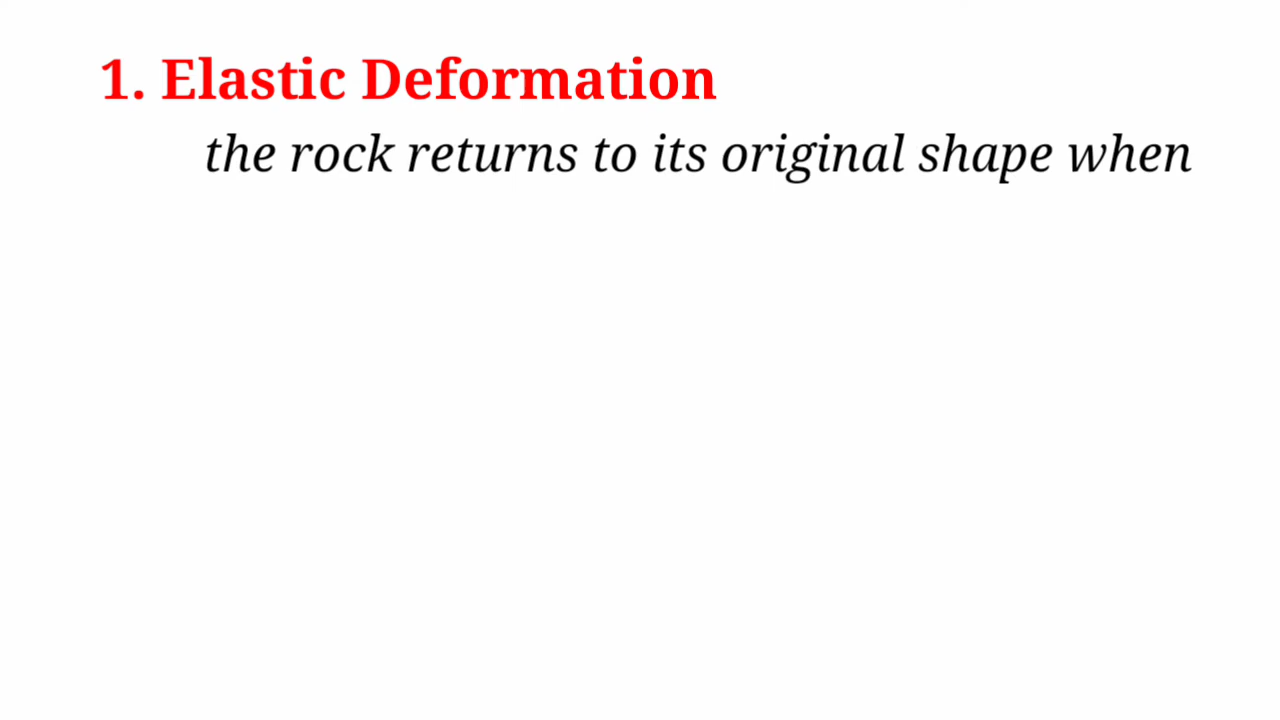 1. Elastic Deformation
the rock returns to its original shape when